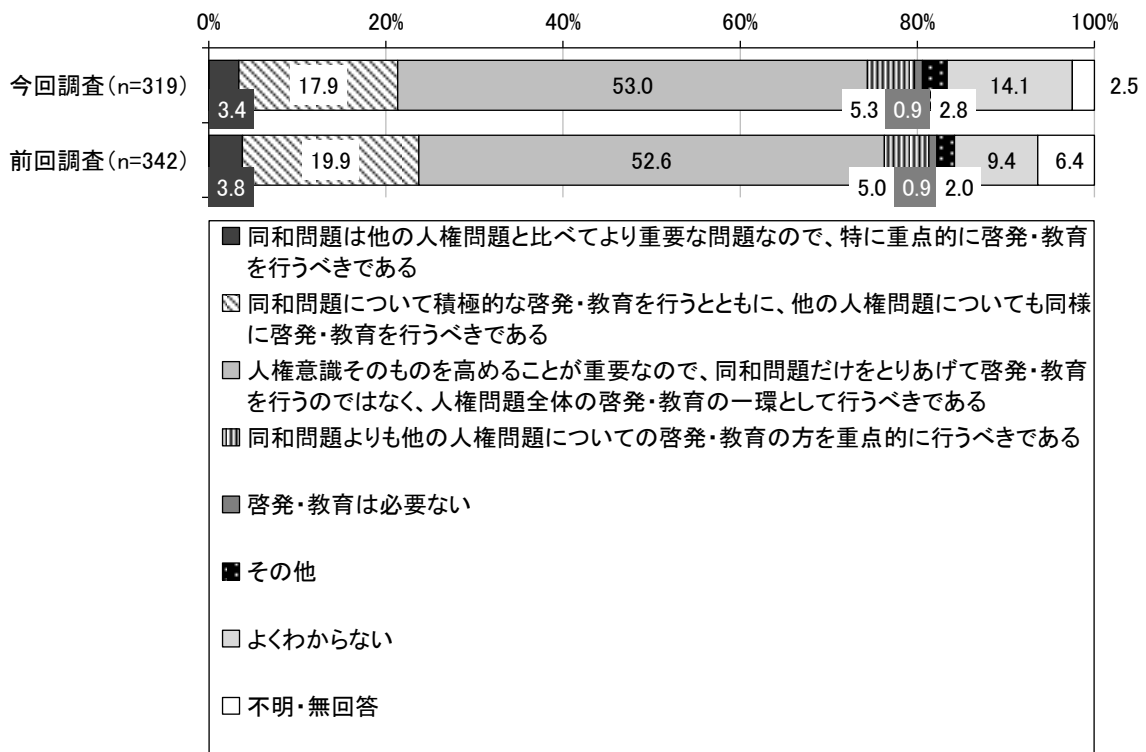 0% 20% 40% 60% 80% 100%
今回調査(n=319) 3.4 17.9 53.0 5.3 0.9 2.8 14.1 2.5
前回調査(n=342) 3.8 19.9 52.6 5.0 0.9 2.0 9.4 6.4
同和問題は他の人権問題と比べてより重要な問題なので、特に重点的に啓発・教育
を行うべきである
同和問題について積極的な啓発・教育を行うとともに、他の人権問題についても同様
に啓発・教育を行うべきである
人権意識そのものを高めることが重要なので、同和問題だけをとりあげて啓発・教育
を行うのではなく、人権問題全体の啓発・教育の一環として行うべきである
同和問題よりも他の人権問題についての啓発・教育の方を重点的に行うべきである
啓発・教育は必要ない
その他
よくわからない
不明・無回答